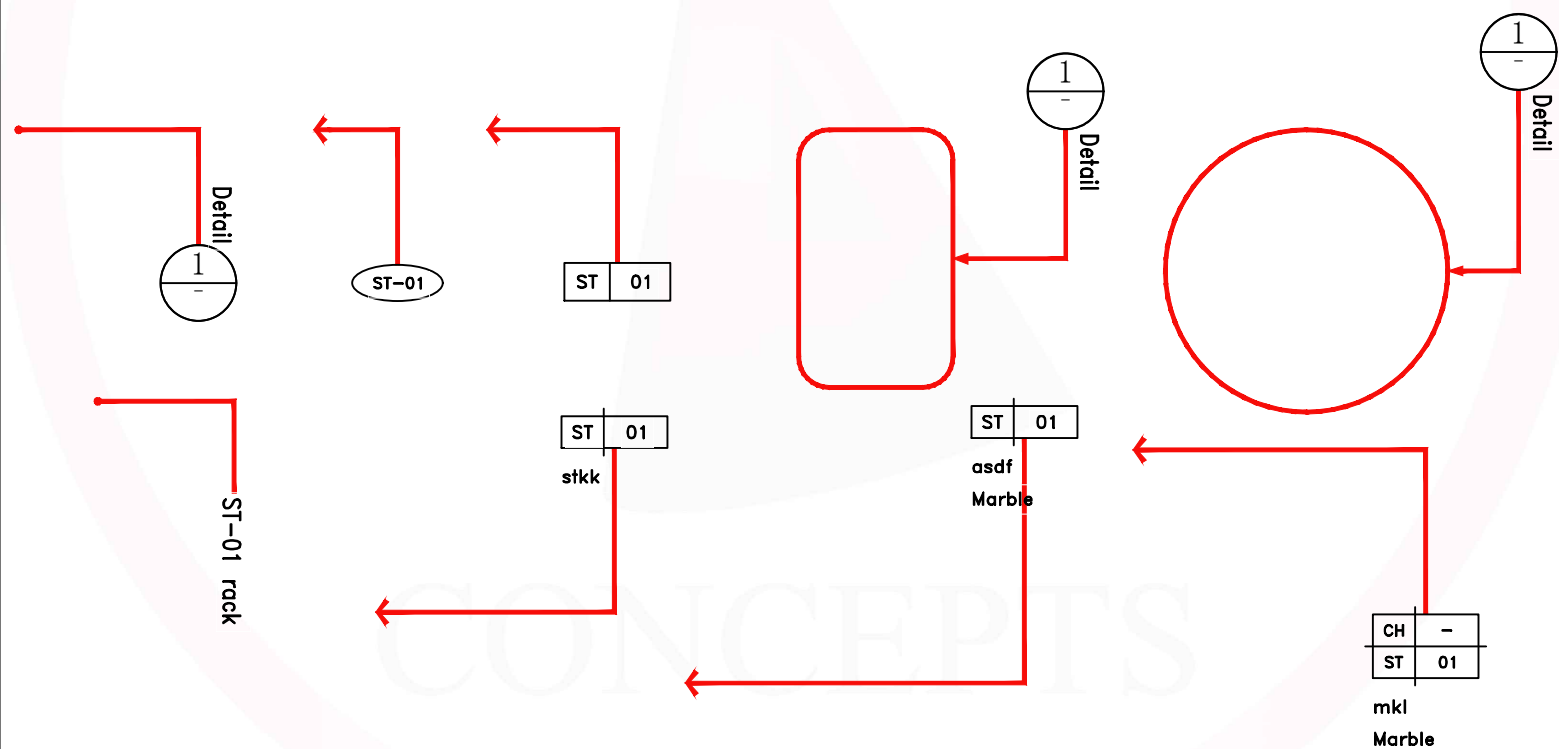 1
-
Detail
1
-
Detail
Detail
1
-
ST-01
ST 01
ST 01
stkk
ST 01
asdf
Marble
ST-01 rack
CH -
ST 01
mkl
Marble
CONCEPTS